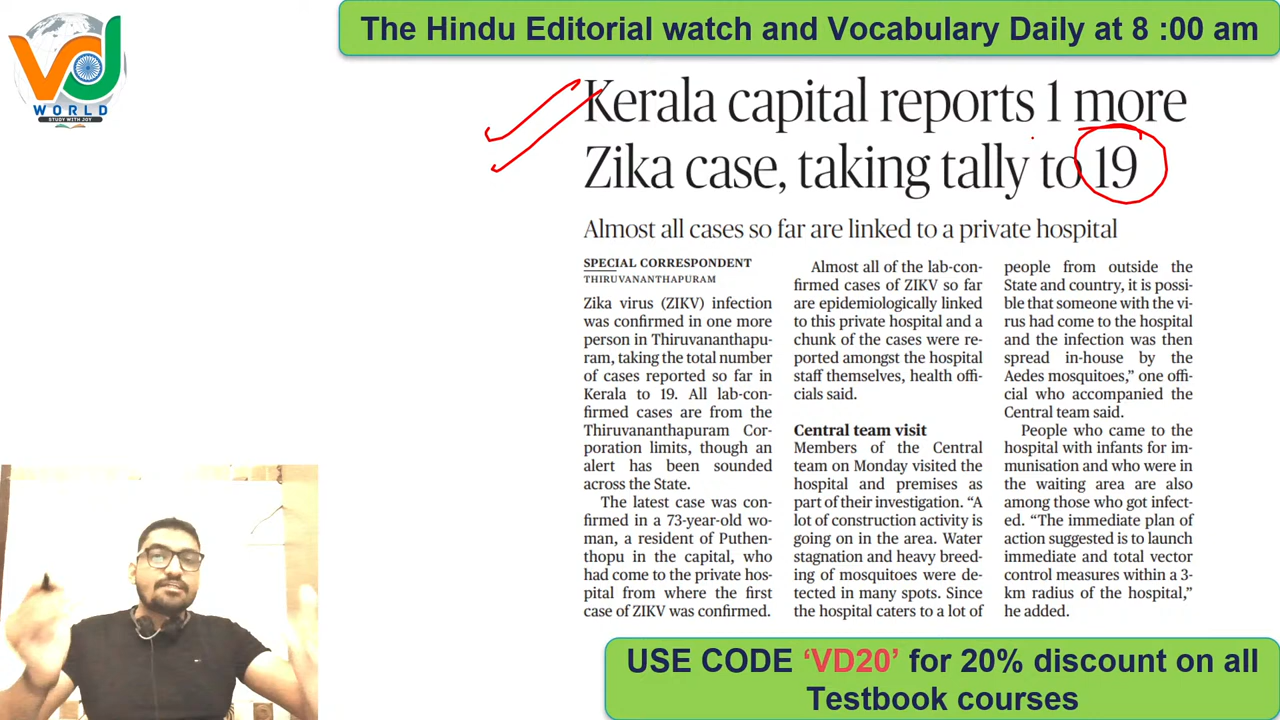 The Hindu Editorial watch and Vocabulary Daily at 8 :00 am
VD
WORLD
STUDY WITH JOY
Kerala capital reports 1 more
Zika case, taking tally to 19
Almost all cases so far are linked to a private hospital
SPECIAL CORRESPONDENT
THIRUVANANTHAPURAM
Zika virus (ZIKV) infection
was confirmed in one more
person in Thiruvananthapu-
ram, taking the total number
of cases reported so far in
Kerala to 19. All lab-con-
firmed cases are from the
Thiruvananthapuram Cor-
poration limits, though an
alert has been sounded
across the State.
The latest case was con-
firmed in a 73-year-old wo-
man, a resident of Puthen-
thopu in the capital, who
had come to the private hos-
pital from where the first
case of ZIKV was confirmed.
Almost all of the lab-con-
firmed cases of ZIKV so far
are epidemiologically linked
to this private hospital and a
chunk of the cases were re-
ported amongst the hospital
staff themselves, health offi-
cials said.
Central team visit
Members of the Central
team on Monday visited the
hospital and premises as
part of their investigation. “A
lot of construction activity is
going on in the area. Water
stagnation and heavy breed-
ing of mosquitoes were de-
tected in many spots. Since
the hospital caters to a lot of
people from outside the
State and country, it is possi-
ble that someone with the vi-
rus had come to the hospital
and the infection was then
spread in-house by the
Aedes mosquitoes,” one offi-
cial who accompanied the
Central team said.
People who came to the
hospital with infants for im-
munisation and who were in
the waiting area are also
among those who got infect-
ed. “The immediate plan of
action suggested is to launch
immediate and total vector
control measures within a 3-
km radius of the hospital,”
he added.
USE CODE ‘VD20’ for 20% discount on all
Testbook courses